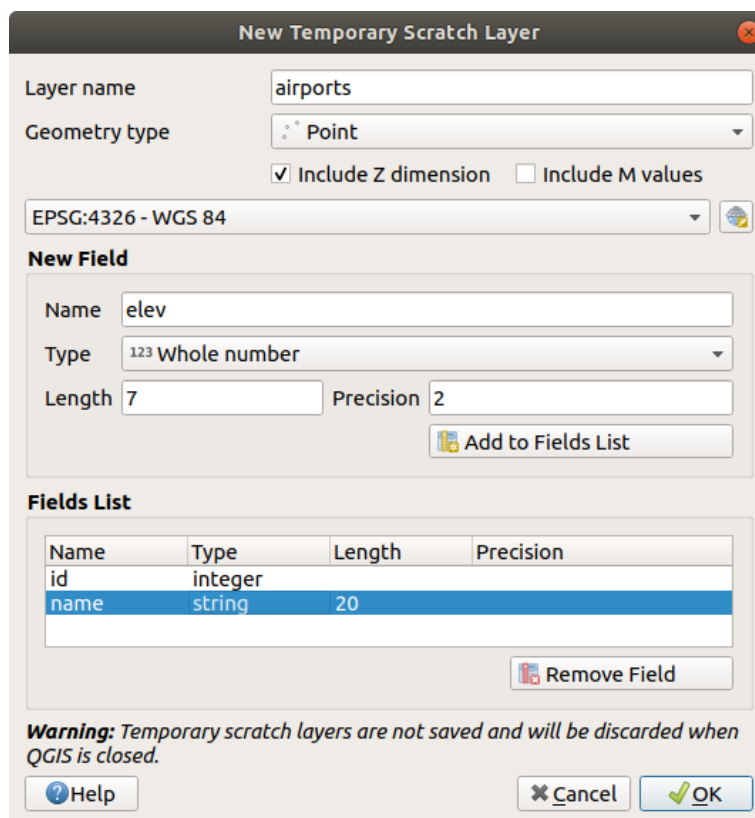 New Temporary Scratch Layer
Layer name airports
Geometry type Point
Include Z dimension Include M values
EPSG:4326 - WGS 84
New Field
Name elev
Type 123 Whole number
Length 7 Precision 2
Add to Fields List
Fields List
Name Type Length Precision
id integer
name string 20
Remove Field
Warning: Temporary scratch layers are not saved and will be discarded when
QGIS is closed.
Help Cancel OK